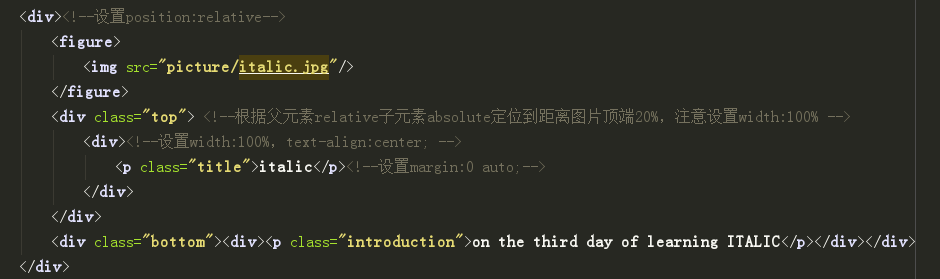 <div><!--设置position:relative-->
<figure>
<img src="picture/italic.jpg"/>
</figure>
<div class="top"> <!--根据父元素relative子元素absolute定位到距离图片顶端20%，注意设置width:100% -->
<div><!--设置width:100%，text-align:center; -->
<p class="title">italic</p><!--设置margin:0 auto;-->
</div>
</div>
<div class="bottom"><div><p class="introduction">on the third day of learning ITALIC</p></div></div>
</div>